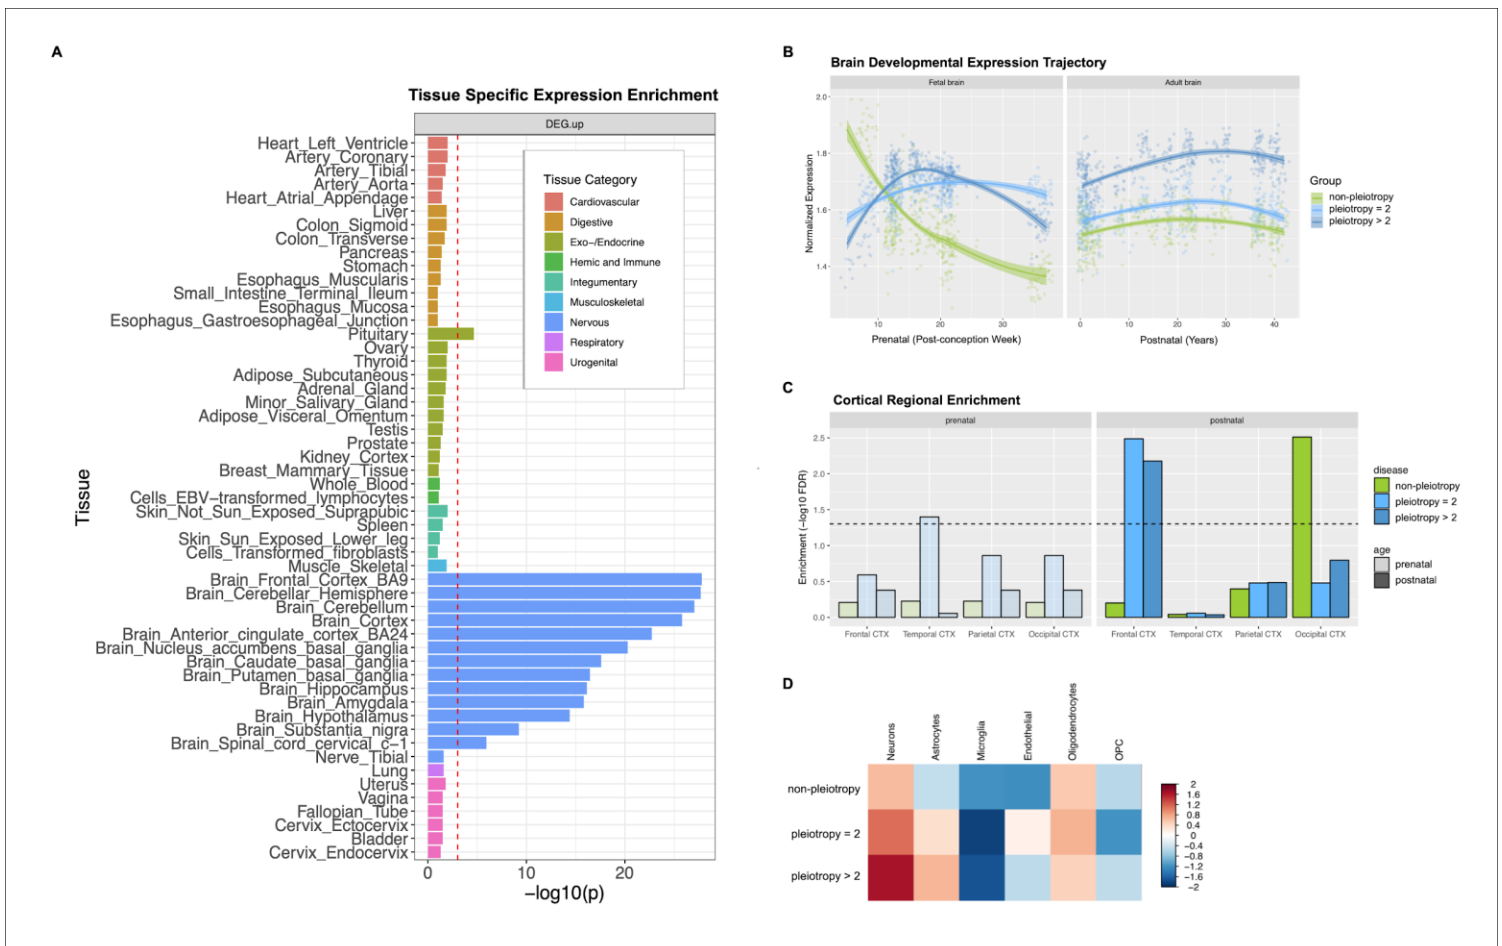 A
Tissue Specific Expression Enrichment
DEG.up
Heart_Left_Ventricle
Artery_Coronary
Artery_Tibial
Artery_Aorta
Heart_Atrial_Appendage
Liver
Colon_Sigmoid
Colon_Transverse
Pancreas
Stomach
Esophagus_Muscularis
Small_Intestine_Terminal_Ileum
Esophagus_Mucosa
Esophagus_Gastroesophageal_Junction
Pituitary
Ovary
Thyroid
Adipose_Subcutaneous
Adrenal_Gland
Minor_Salivary_Gland
Adipose_Visceral_Omentum
Testis
Prostate
Kidney_Cortex
Breast_Mammary_Tissue
Whole_Blood
Cells_EBV-transformed_lymphocytes
Skin_Not_Sun_Exposed_Suprapubic
Spleen
Skin_Sun_Exposed_Lower_leg
Cells_Transformed_fibroblasts
Muscle_Skeletal
Brain_Frontal_Cortex_BA9
Brain_Cerebellar_Hemisphere
Brain_Cerebellum
Brain_Cortex
Brain_Anterior_cingulate_cortex_BA24
Brain_Nucleus_accumbens_basal_ganglia
Brain_Caudate_basal_ganglia
Brain_Putamen_basal_ganglia
Brain_Hippocampus
Brain_Amygdala
Brain_Hypothalamus
Brain_Substantia_nigra
Brain_Spinal_cord_cervical_c-1
Nerve_Tibial
Lung
Uterus
Vagina
Fallopian_Tube
Cervix_Ectocervix
Bladder
Cervix_Endocervix
Tissue
0 10 20
−log10(p)
Tissue Category
Cardiovascular
Digestive
Exo−/Endocrine
Hemic and Immune
Integumentary
Musculoskeletal
Nervous
Respiratory
Urogenital
B
Brain Developmental Expression Trajectory
Fetal brain Adult brain
Normalized Expression
2.0
1.8
1.6
1.4
10 20 30 0 10 20 30 40
Prenatal (Post-conception Week) Postnatal (Years)
Group
non-pleiotropy
pleiotropy = 2
pleiotropy > 2
C
Cortical Regional Enrichment
prenatal postnatal
Enrichment (−log10 FDR)
2.5
2.0
1.5
1.0
0.5
0.0
Frontal CTX Temporal CTX Parietal CTX Occipital CTX Frontal CTX Temporal CTX Parietal CTX Occipital CTX
disease
non-pleiotropy
pleiotropy = 2
pleiotropy > 2
age
prenatal
postnatal
D
Neurons
Astrocytes
Microglia
Endothelial
Oligodendrocytes
OPC
non-pleiotropy
pleiotropy = 2
pleiotropy > 2
2
1.6
1.2
0.8
0.4
0
−0.4
−0.8
−1.2
−1.6
−2